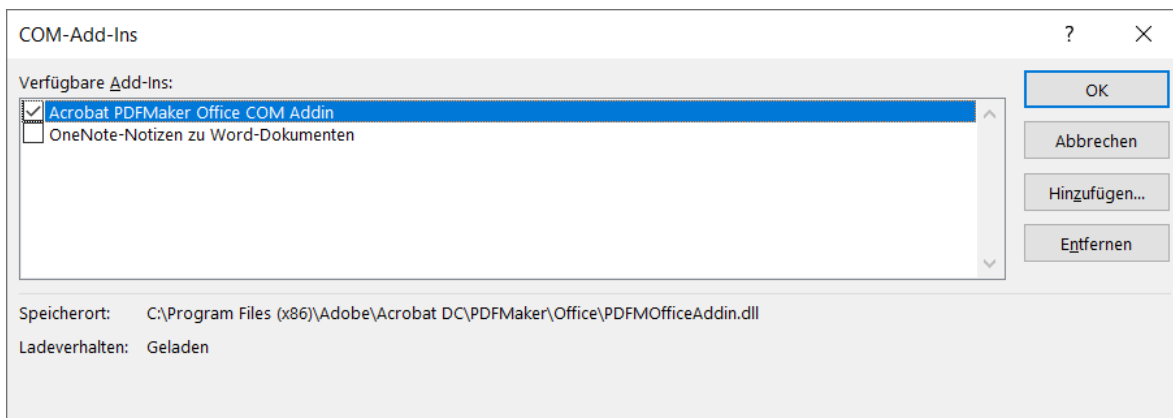 COM-Add-Ins
?
Verfügbare Add-Ins:
Acrobat PDFMaker Office COM Addin
OneNote-Notizen zu Word-Dokumenten
OK
Abbrechen
Hinzufügen...
Entfernen
Speicherort: C:\Program Files (x86)\Adobe\Acrobat DC\PDFMaker\Office\PDFMOfficeAddin.dll
Ladeverhalten: Geladen